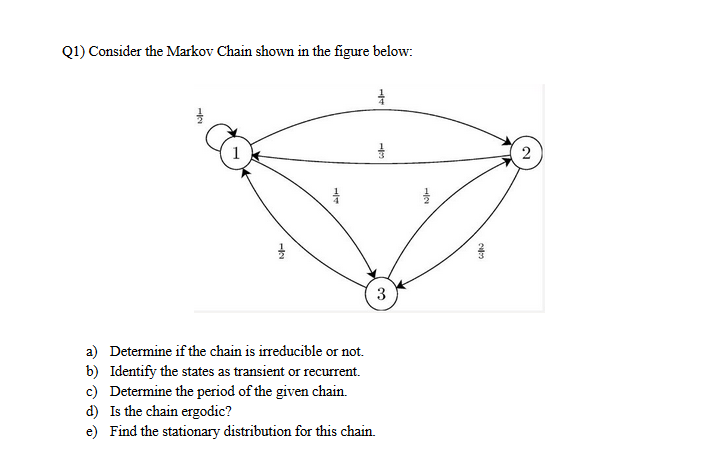 Q1) Consider the Markov Chain shown in the figure below:
1/4
1/2
1
1/3
2
1/4
1/2
1/2
2/3
3
a) Determine if the chain is irreducible or not.
b) Identify the states as transient or recurrent.
c) Determine the period of the given chain.
d) Is the chain ergodic?
e) Find the stationary distribution for this chain.